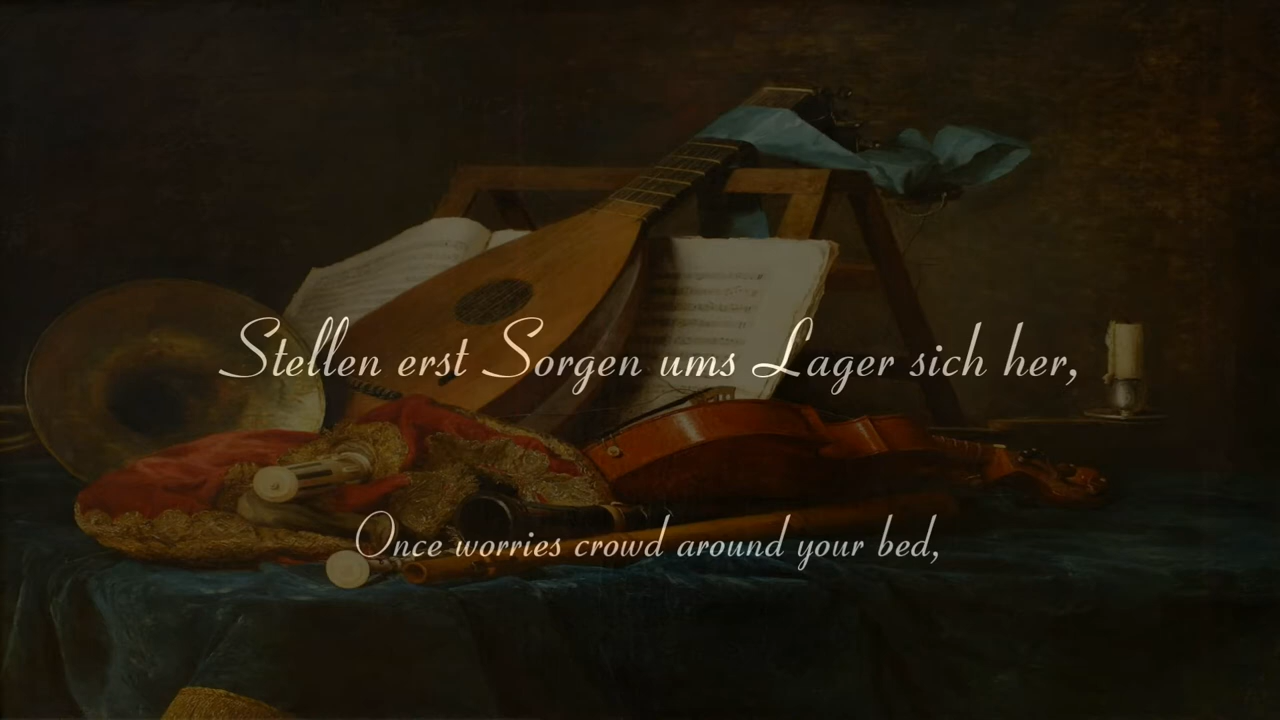 Stellen erst Sorgen ums Lager sich her,
Once worries crowd around your bed,